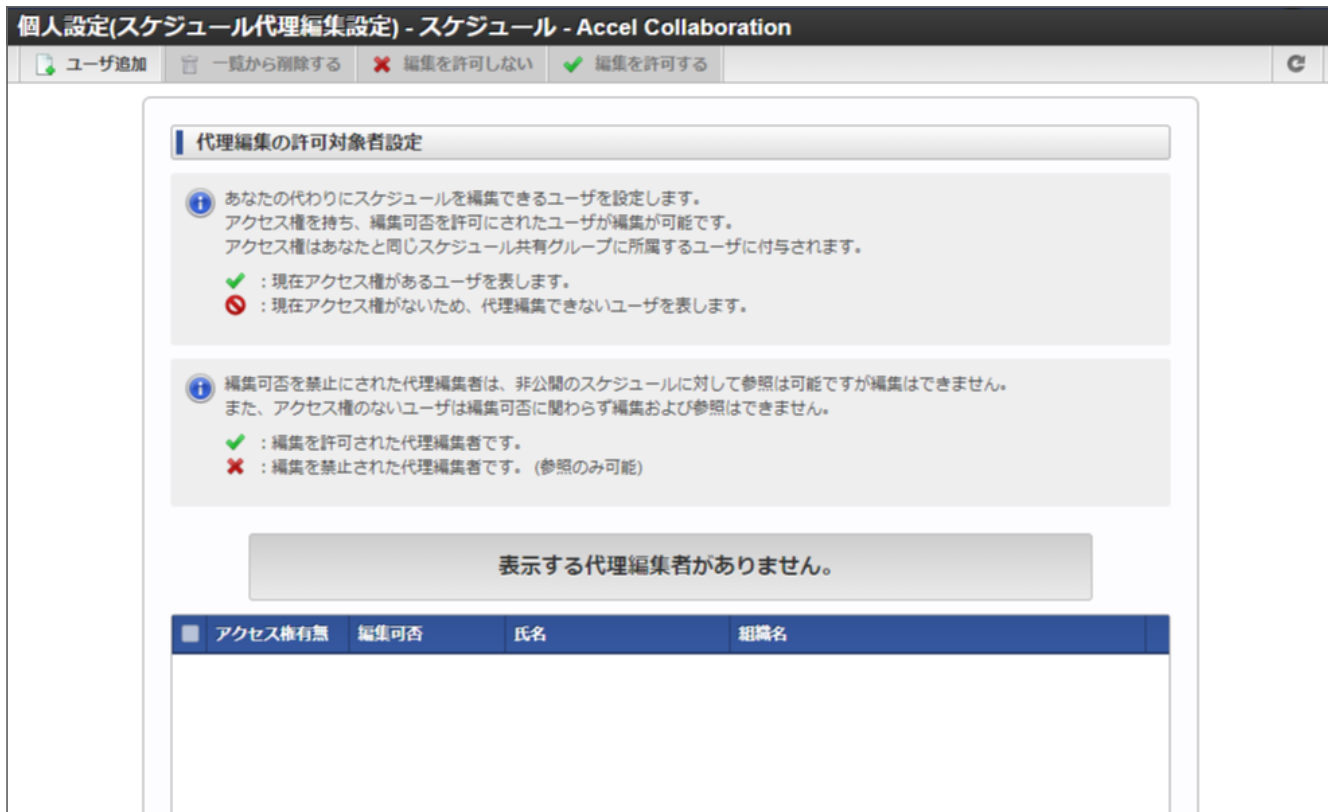 個人設定(スケジュール代理編集設定) - スケジュール - Accel Collaboration
ユーザ追加 一覧から削除する 編集を許可しない 編集を許可する
代理編集の許可対象者設定
あなたの代わりにスケジュールを編集できるユーザを設定します。
アクセス権を持ち、編集可否を許可にされたユーザが編集が可能です。
アクセス権はあなたと同じスケジュール共有グループに所属するユーザに付与されます。
：現在アクセス権があるユーザを表します。
：現在アクセス権がないため、代理編集できないユーザを表します。
編集可否を禁止にされた代理編集者は、非公開のスケジュールに対して参照は可能ですが編集はできません。
また、アクセス権のないユーザは編集可否に関わらず編集および参照はできません。
：編集を許可された代理編集者です。
：編集を禁止された代理編集者です。 (参照のみ可能)
表示する代理編集者がありません。
アクセス権有無 編集可否 氏名 組織名